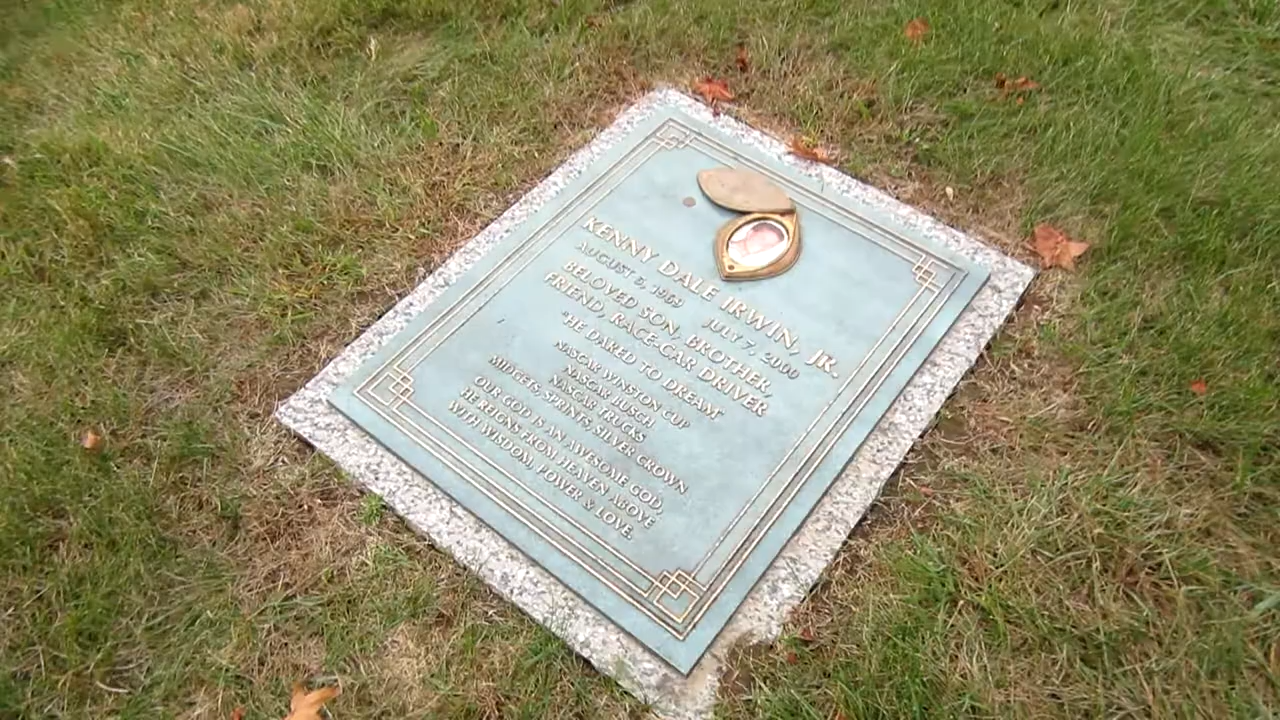 KENNY DALE IRWIN, JR.
AUGUST 5, 1969 JULY 7, 2000
BELOVED SON, BROTHER,
FRIEND, RACE-CAR DRIVER
"HE DARED TO DREAM"
NASCAR WINSTON CUP
NASCAR BUSCH
NASCAR TRUCKS
MIDGETS, SPRINTS, SILVER CROWN
OUR GOD IS AN AWESOME GOD,
HE REIGNS FROM HEAVEN ABOVE
WITH WISDOM, POWER & LOVE.